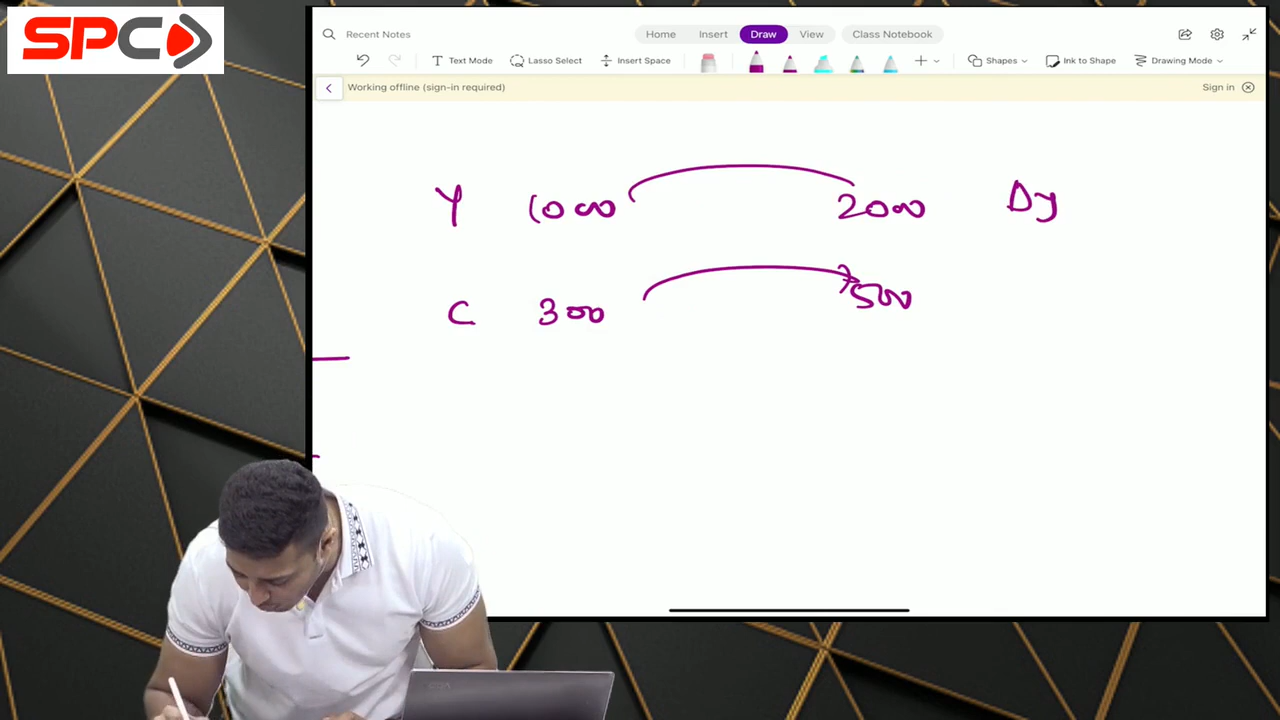 SPC
Recent Notes Home Insert Draw View Class Notebook
T Text Mode Lasso Select Insert Space Shapes Ink to Shape Drawing Mode
Working offline (sign-in required) Sign in
Y 1000 2000 Δy
C 300 500